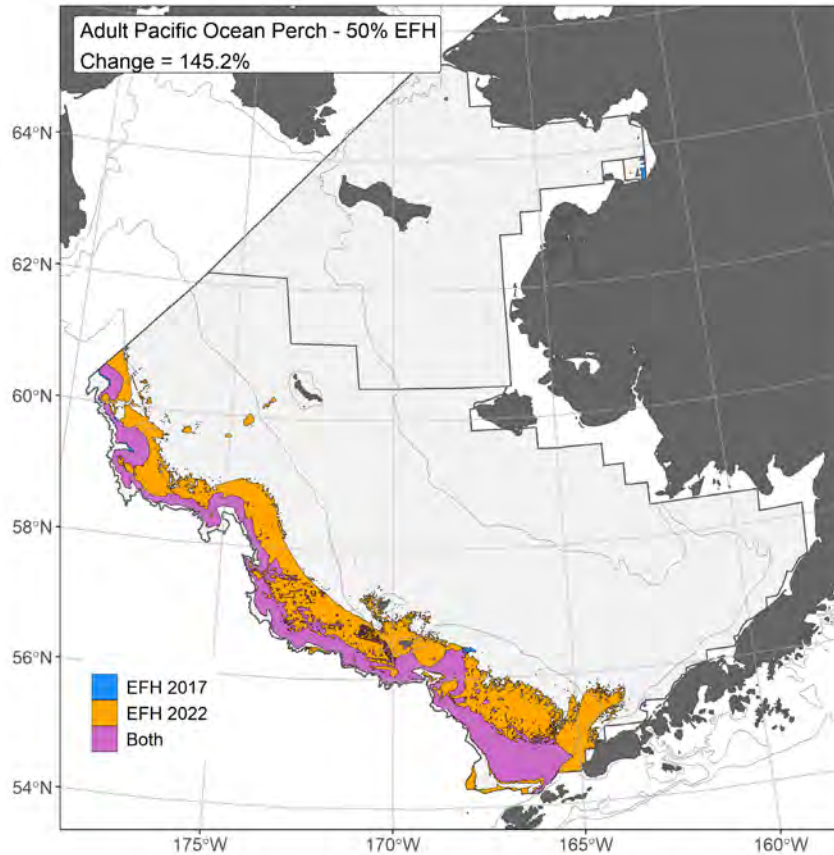 Adult Pacific Ocean Perch - 50% EFH
Change = 145.2%
64°N
62°N
60°N
58°N
56°N
54°N
EFH 2017
EFH 2022
Both
175°W
170°W
165°W
160°W